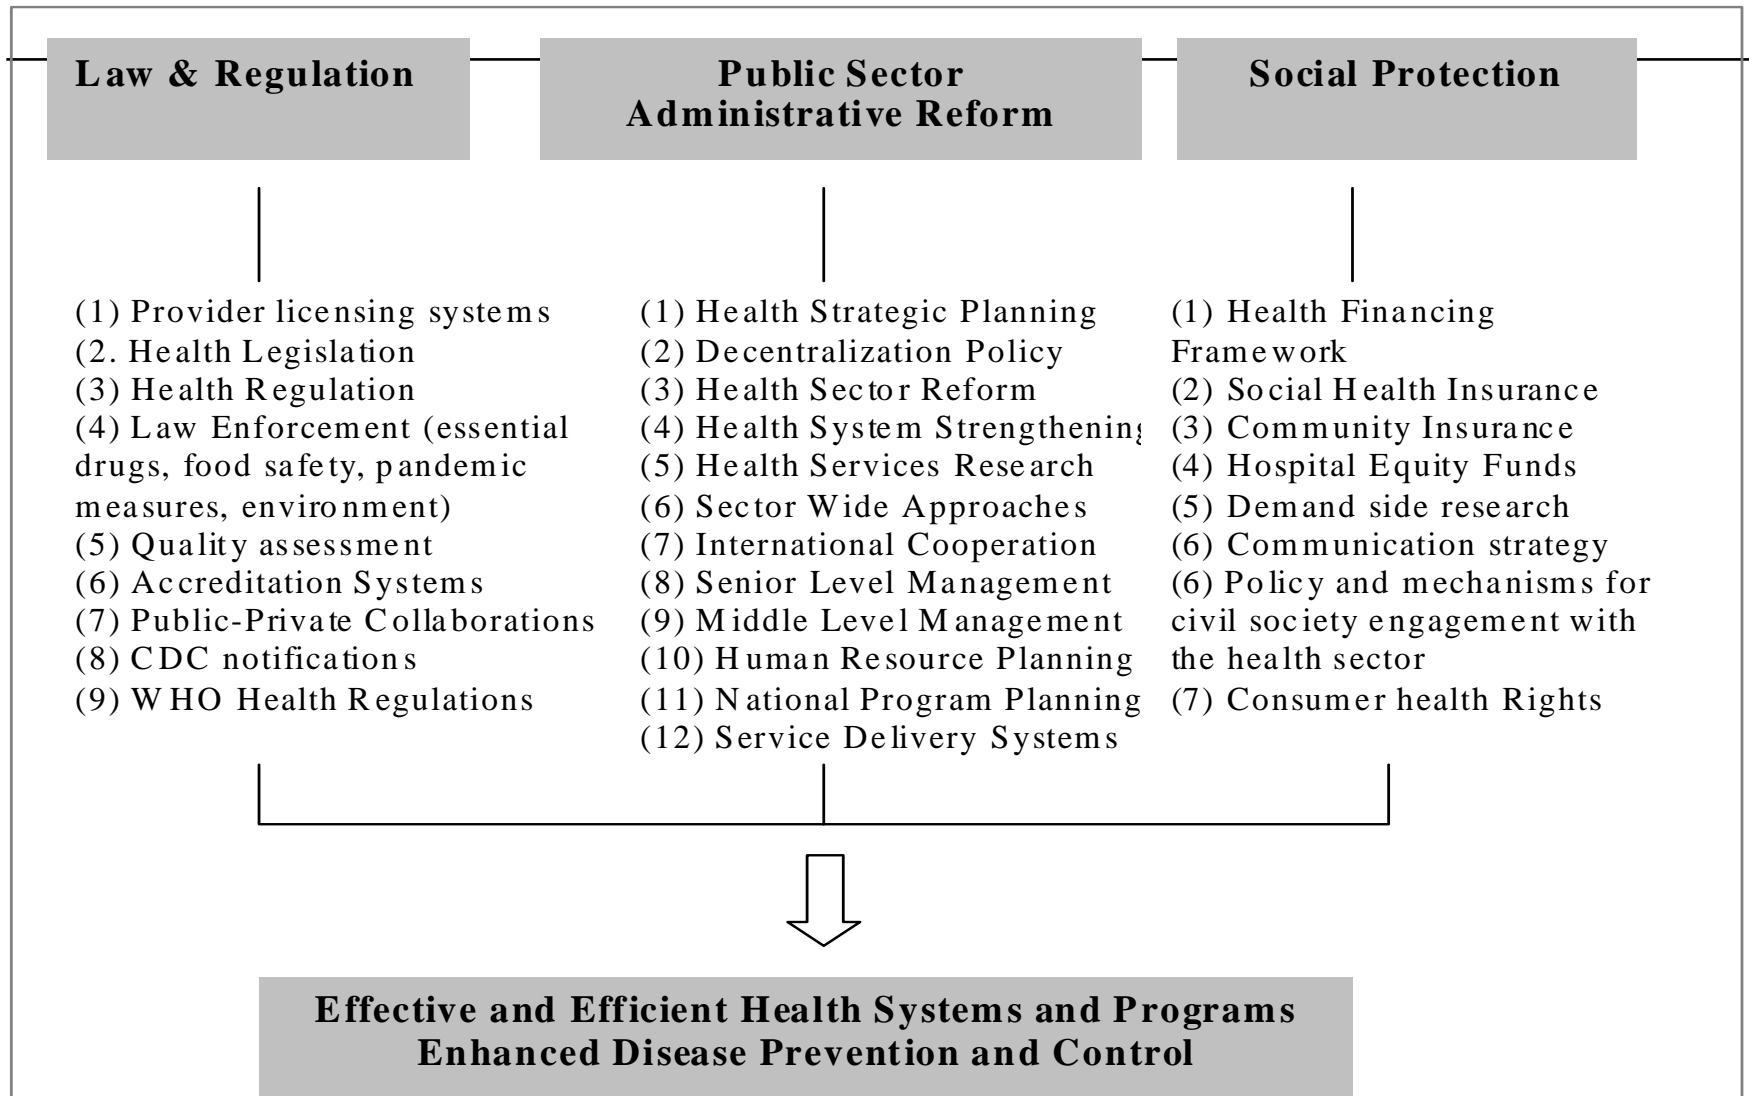 Law & Regulation
Public Sector
Administrative Reform
Social Protection
(1) Provider licensing systems
(2. Health Legislation
(3) Health Regulation
(4) Law Enforcement (essential
drugs, food safety, pandemic
measures, environment)
(5) Quality assessment
(6) Accreditation Systems
(7) Public-Private Collaborations
(8) CDC notifications
(9) WHO Health Regulations
(1) Health Strategic Planning
(2) Decentralization Policy
(3) Health Sector Reform
(4) Health System Strengthening
(5) Health Services Research
(6) Sector Wide Approaches
(7) International Cooperation
(8) Senior Level Management
(9) Middle Level Management
(10) Human Resource Planning
(11) National Program Planning
(12) Service Delivery Systems
(1) Health Financing
Framework
(2) Social Health Insurance
(3) Community Insurance
(4) Hospital Equity Funds
(5) Demand side research
(6) Communication strategy
(6) Policy and mechanisms for
civil society engagement with
the health sector
(7) Consumer health Rights
Effective and Efficient Health Systems and Programs
Enhanced Disease Prevention and Control